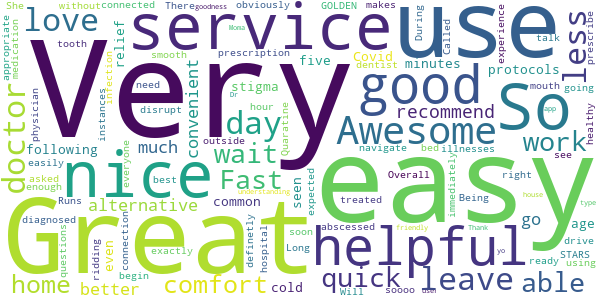 She obviously without connected There goodness GOLDEN makes
appropriate medication love tooth relief smooth Woma five During Called experience talk prescribe
service use less
Very good so
infection prescription Covid dentist minutes protocols mouth going
physician instances need disrupt convenient stigma hour Or recommend illnesses app healthy
doctor day Awesome work
following much wait outside navigate bed see
easily nice Fast Quaratine everyone seen Overall Being right
enough asked best expected treated immediately go house age type
diagnosed alternative common abscessed easy
Great helpful
Runs connection exactly understanding definetly hospital soon friendly Thank drive
questions ridding even Long STARS
home better begin comfort cold Will quick soooo leave user yo able ready using